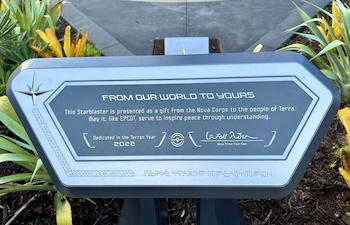 FROM OUR WORLD TO YOURS
This Starblaster is presented as a gift from the Nova Corps to the people of Terra.
May it, like EPCOT, serve to inspire peace through understanding.
Dedicated in the Terran Year
2022
Nova Prime Irani Rael